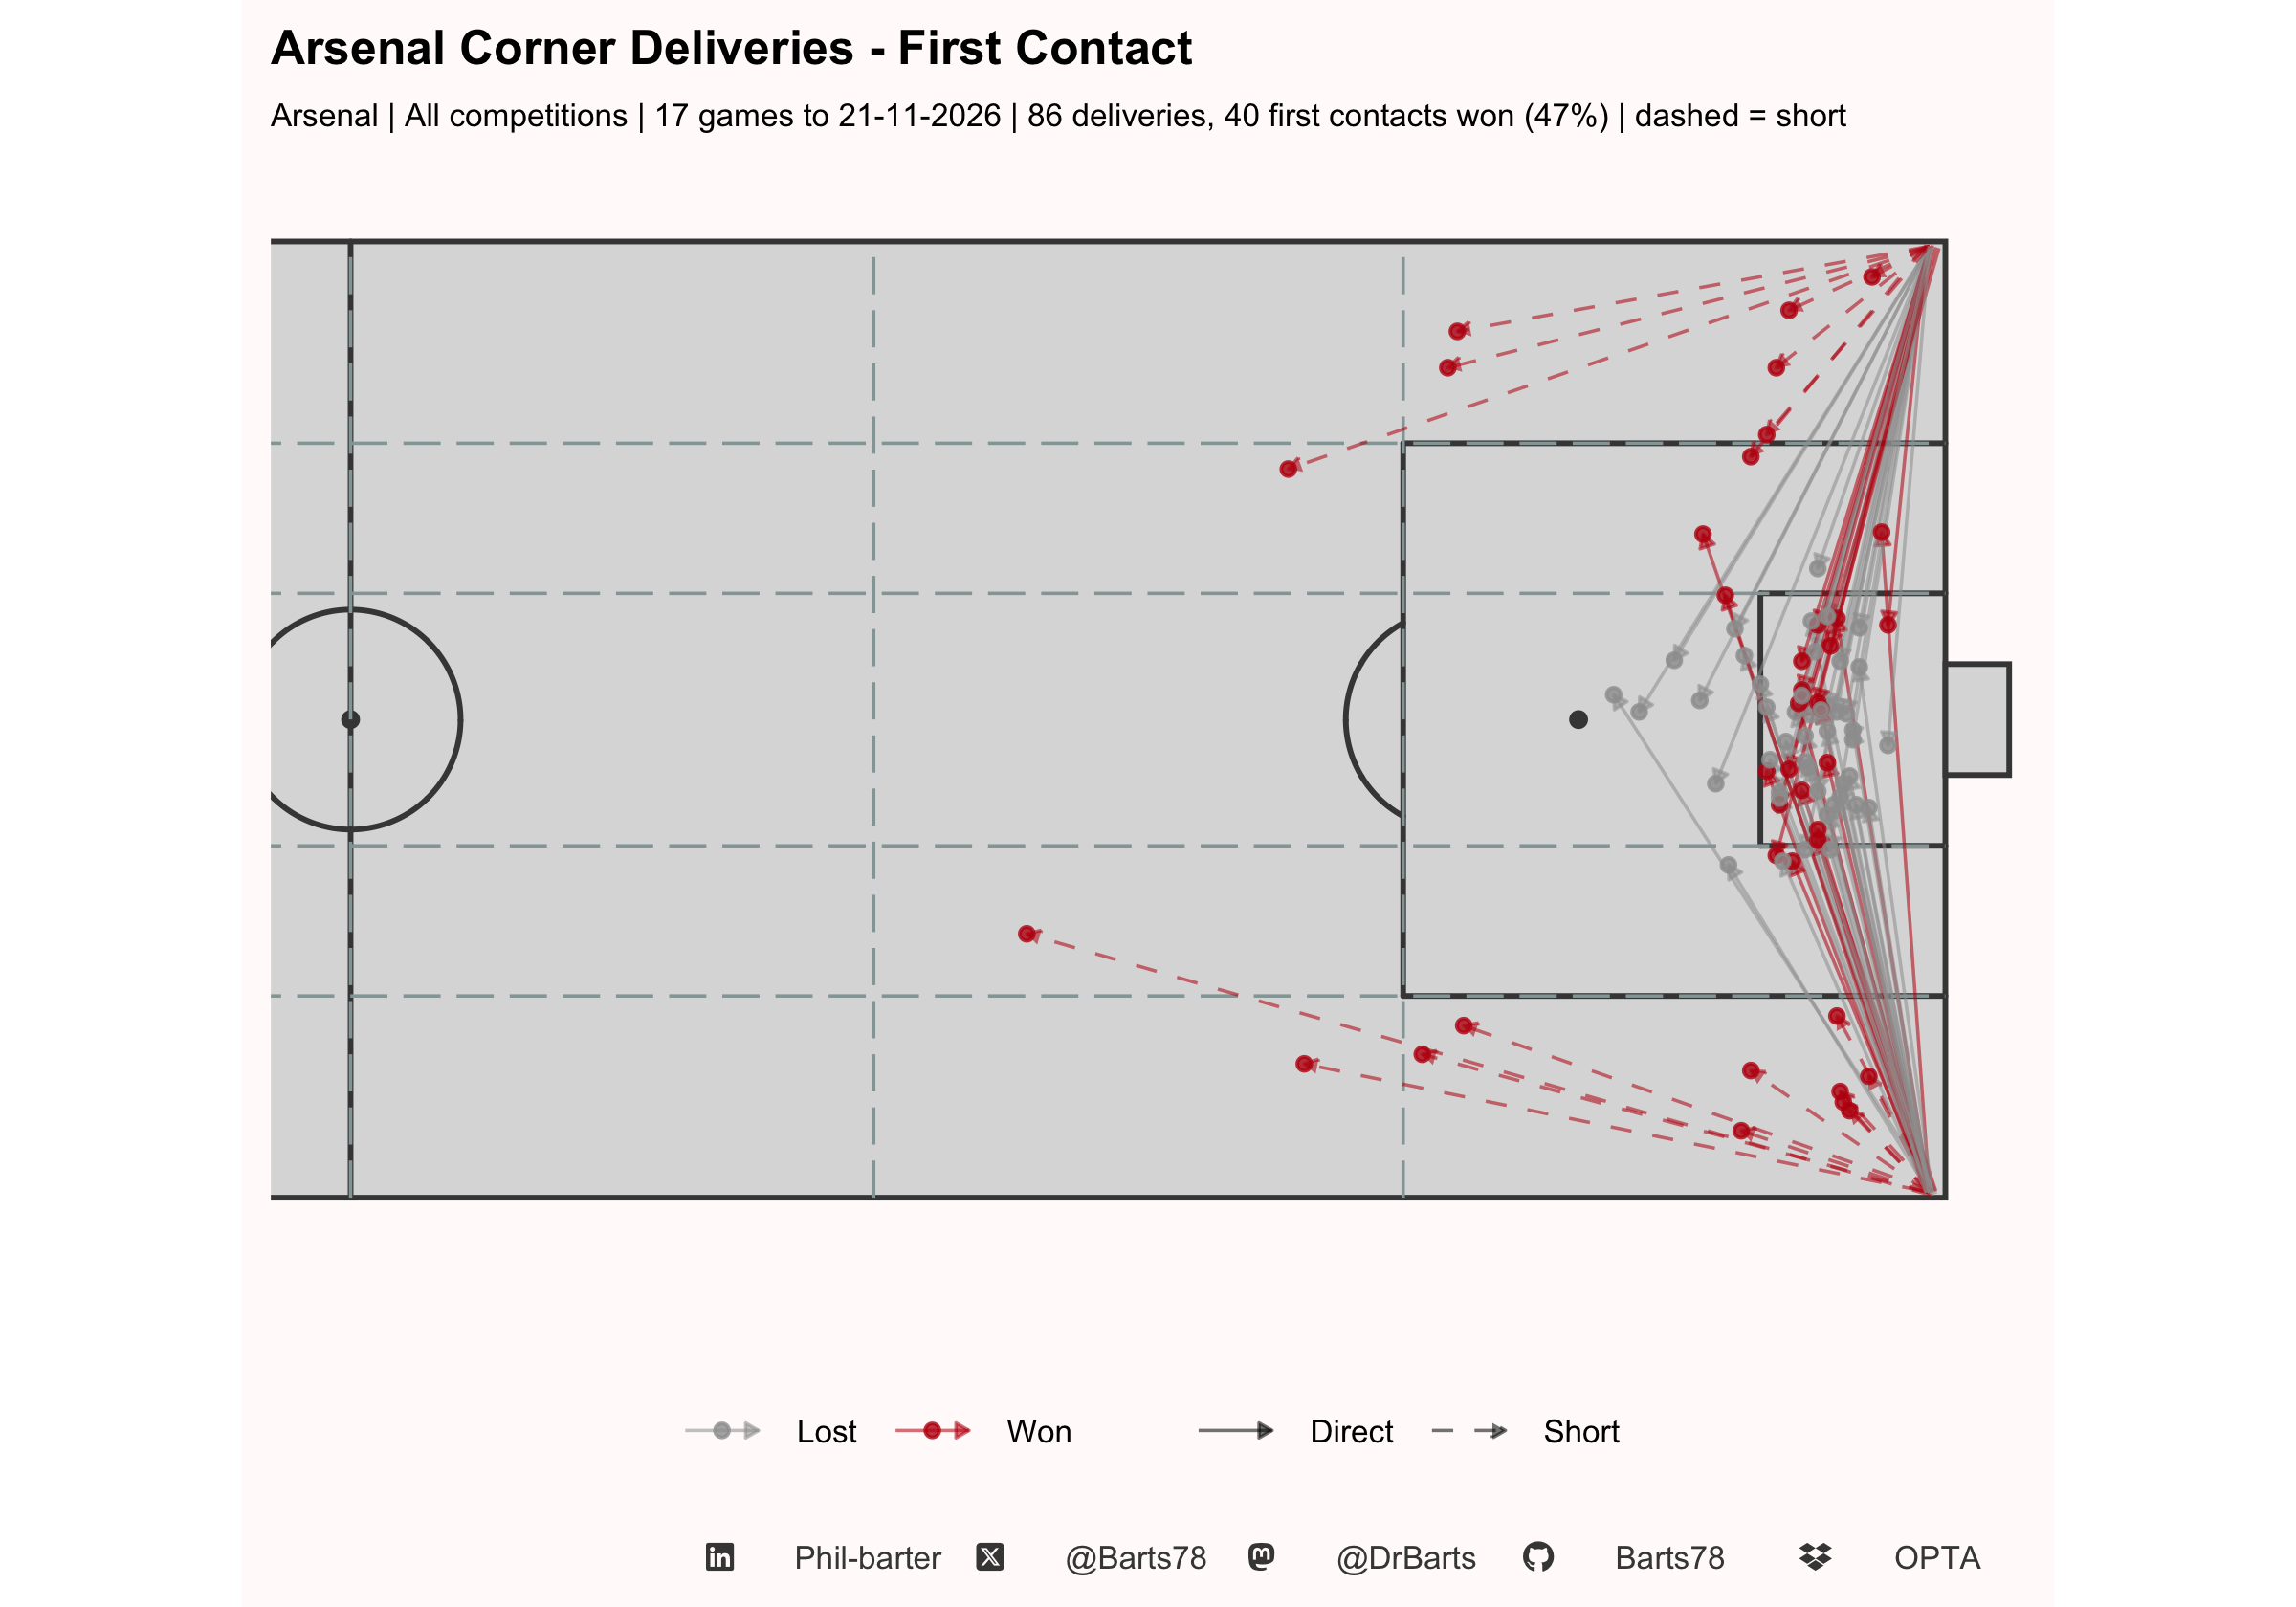 Arsenal Corner Deliveries - First Contact
Arsenal | All competitions | 17 games to 21-11-2026 | 86 deliveries, 40 first contacts won (47%) | dashed = short
Lost Won Direct Short
Phil-barter @Barts78 @DrBarts Barts78 OPTA